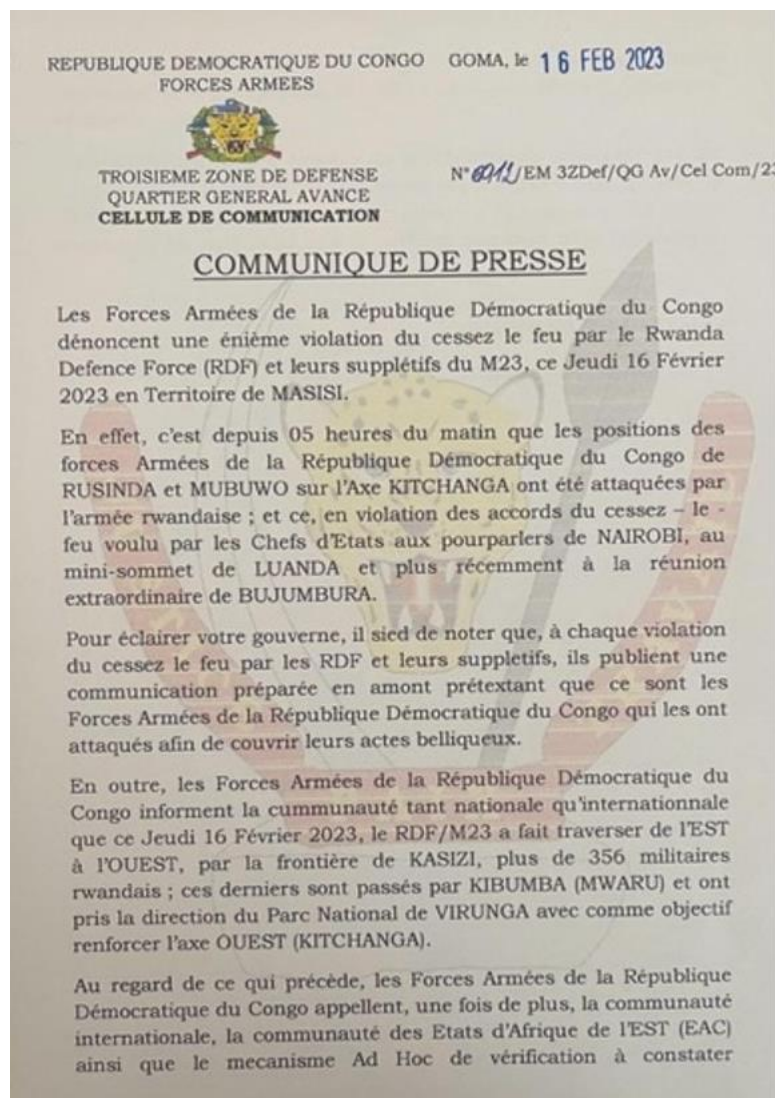 REPUBLIQUE DEMOCRATIQUE DU CONGO
FORCES ARMEES
GOMA, le 16 FEB 2023
TROISIEME ZONE DE DEFENSE
QUARTIER GENERAL AVANCE
CELLULE DE COMMUNICATION
N° /EM 3ZDef/QG Av/Cel Com/23
COMMUNIQUE DE PRESSE
Les Forces Armées de la République Démocratique du Congo
dénoncent une énième violation du cessez le feu par le Rwanda
Defence Force (RDF) et leurs supplétifs du M23, ce Jeudi 16 Février
2023 en Territoire de MASISI.
En effet, c'est depuis 05 heures du matin que les positions des
forces Armées de la République Démocratique du Congo de
RUSINDA et MUBUWO sur l'Axe KITCHANGA ont été attaquées par
l'armée rwandaise ; et ce, en violation des accords du cessez – le -
feu voulu par les Chefs d'Etats aux pourparlers de NAIROBI, au
mini-sommet de LUANDA et plus récemment à la réunion
extraordinaire de BUJUMBURA.
Pour éclairer votre gouverne, il sied de noter que, à chaque violation
du cessez le feu par les RDF et leurs suppletifs, ils publient une
communication préparée en amont prétextant que ce sont les
Forces Armées de la République Démocratique du Congo qui les ont
attaqués afin de couvrir leurs actes belliqueux.
En outre, les Forces Armées de la République Démocratique du
Congo informent la cummunauté tant nationale qu'internationnale
que ce Jeudi 16 Février 2023, le RDF/M23 a fait traverser de l'EST
à l'OUEST, par la frontière de KASIZI, plus de 356 militaires
rwandais ; ces derniers sont passés par KIBUMBA (MWARU) et ont
pris la direction du Parc National de VIRUNGA avec comme objectif
renforcer l'axe OUEST (KITCHANGA).
Au regard de ce qui précède, les Forces Armées de la République
Démocratique du Congo appellent, une fois de plus, la communauté
internationale, la communauté des Etats d'Afrique de l'EST (EAC)
ainsi que le mecanisme Ad Hoc de vérification à constater